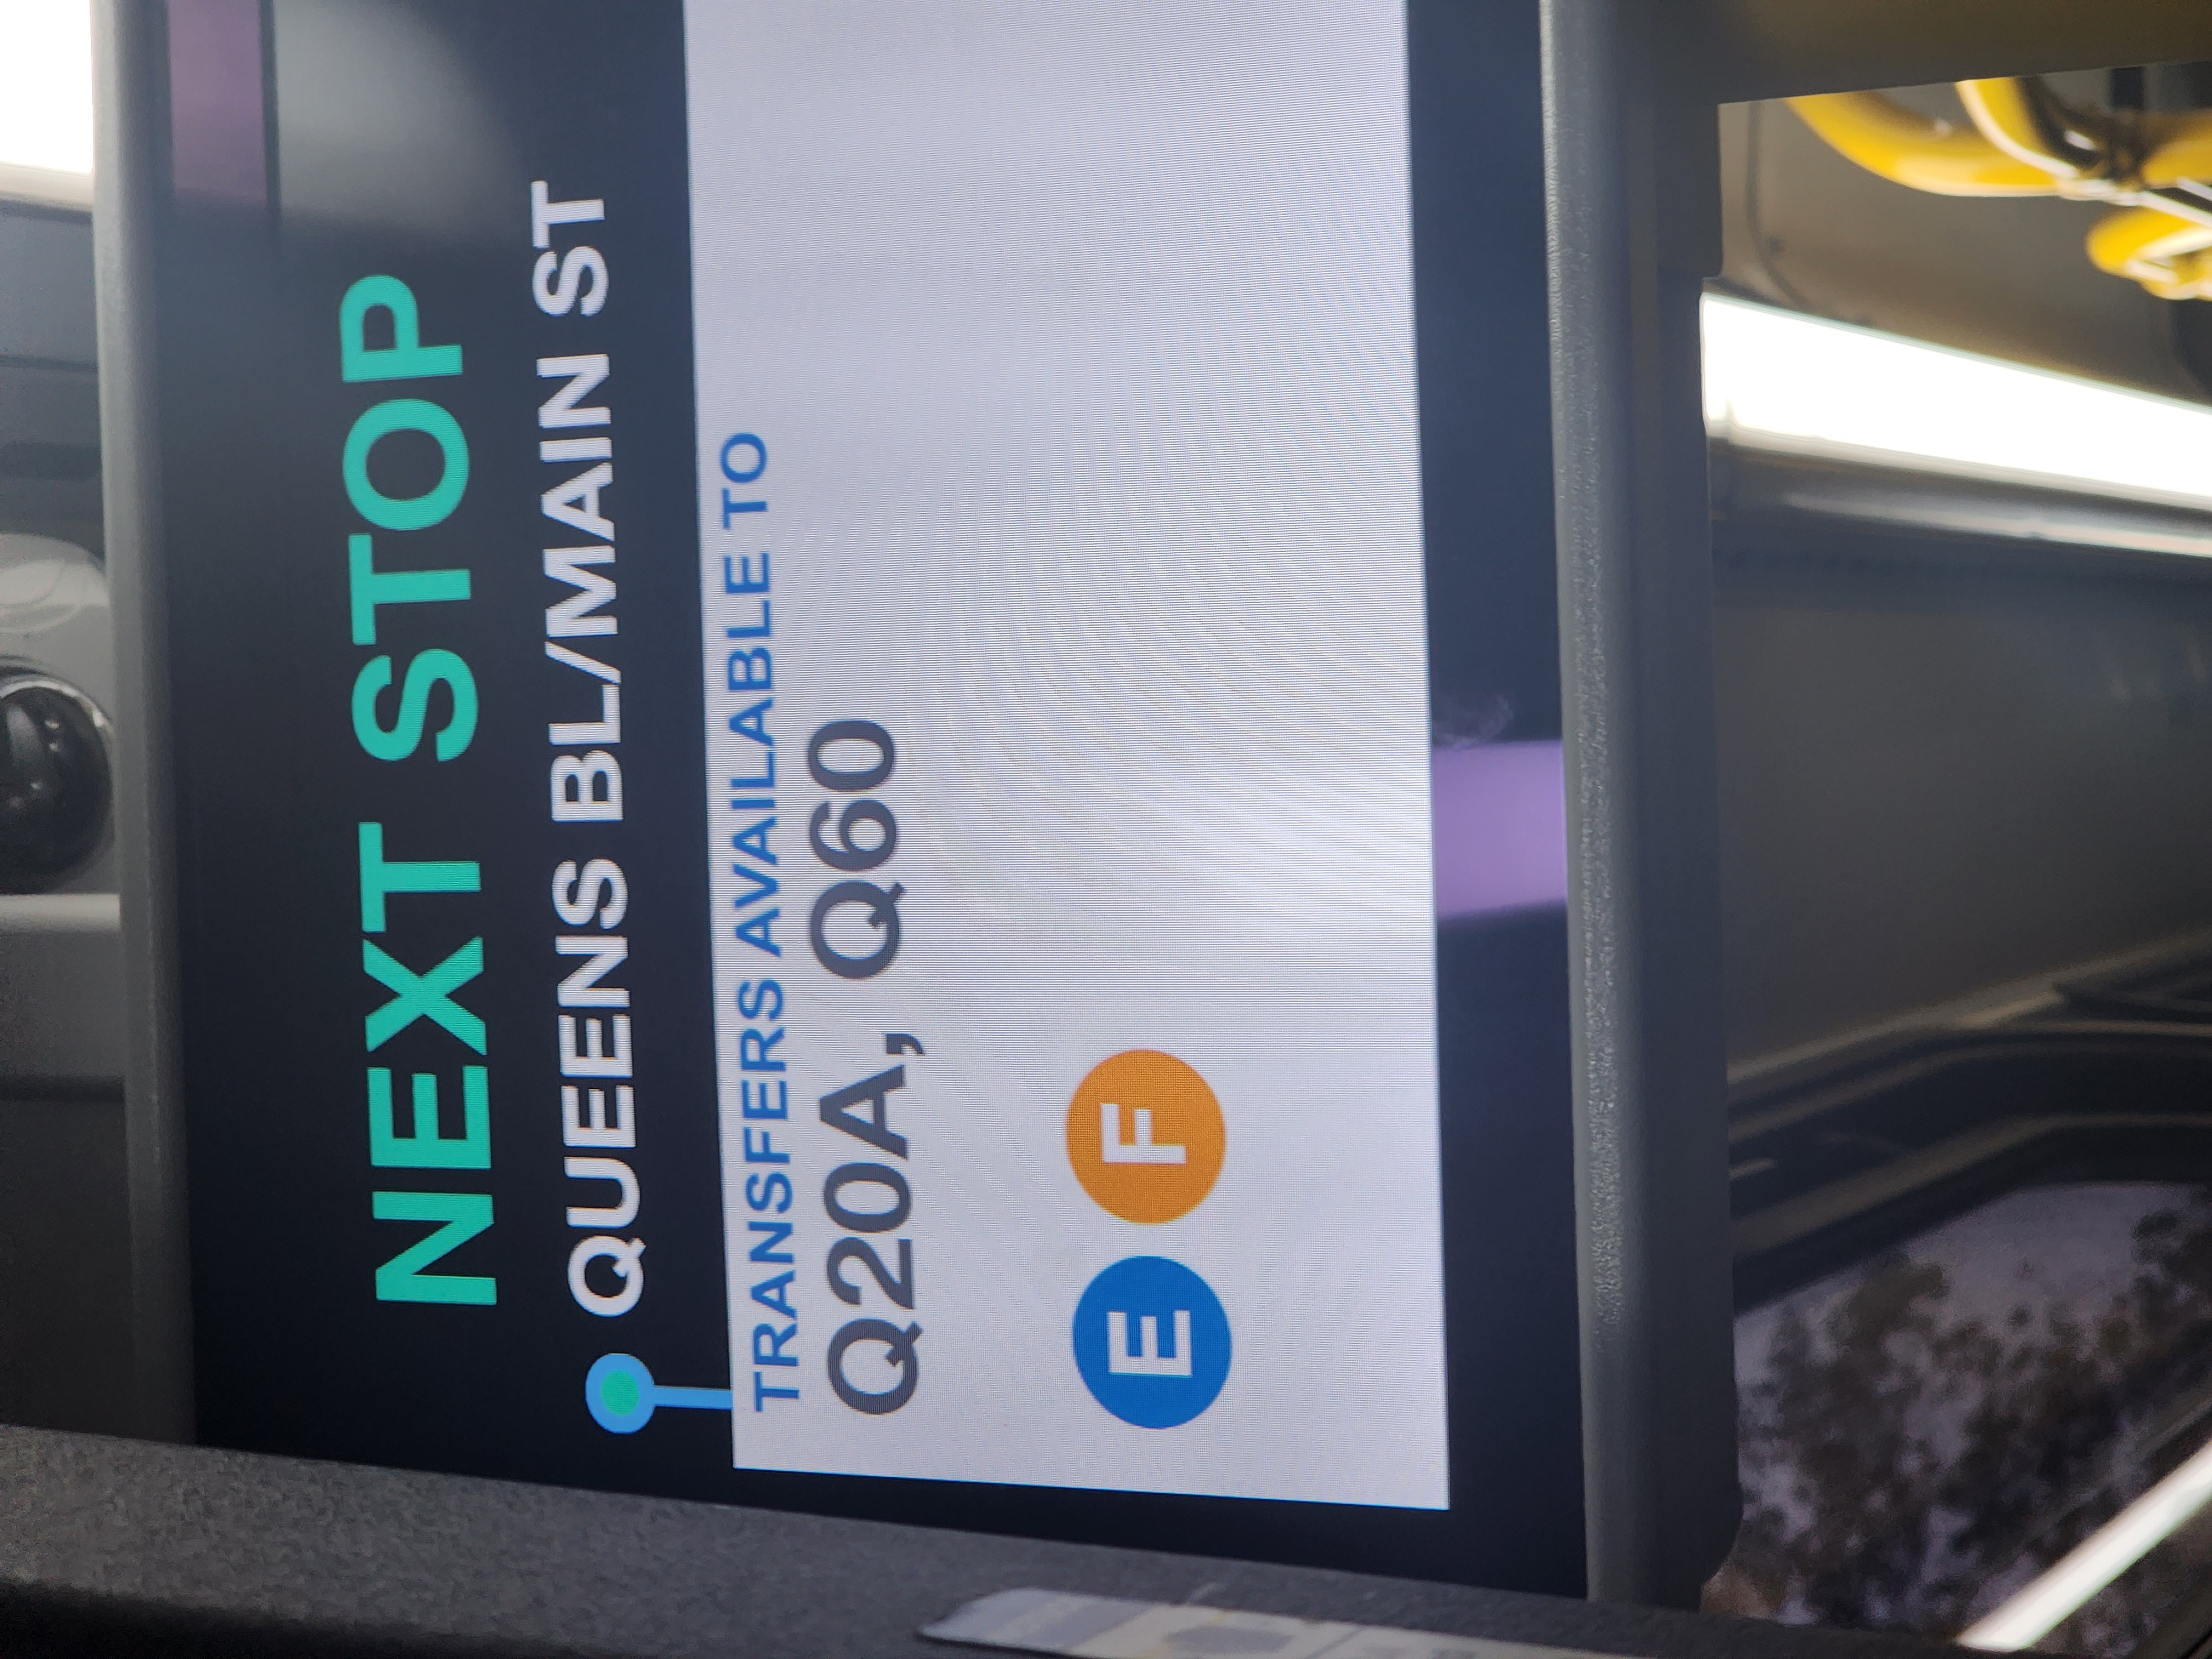 NEXT STOP
QUEENS BL/MAIN ST
TRANSFERS AVAILABLE TO
Q20A, Q60
E F